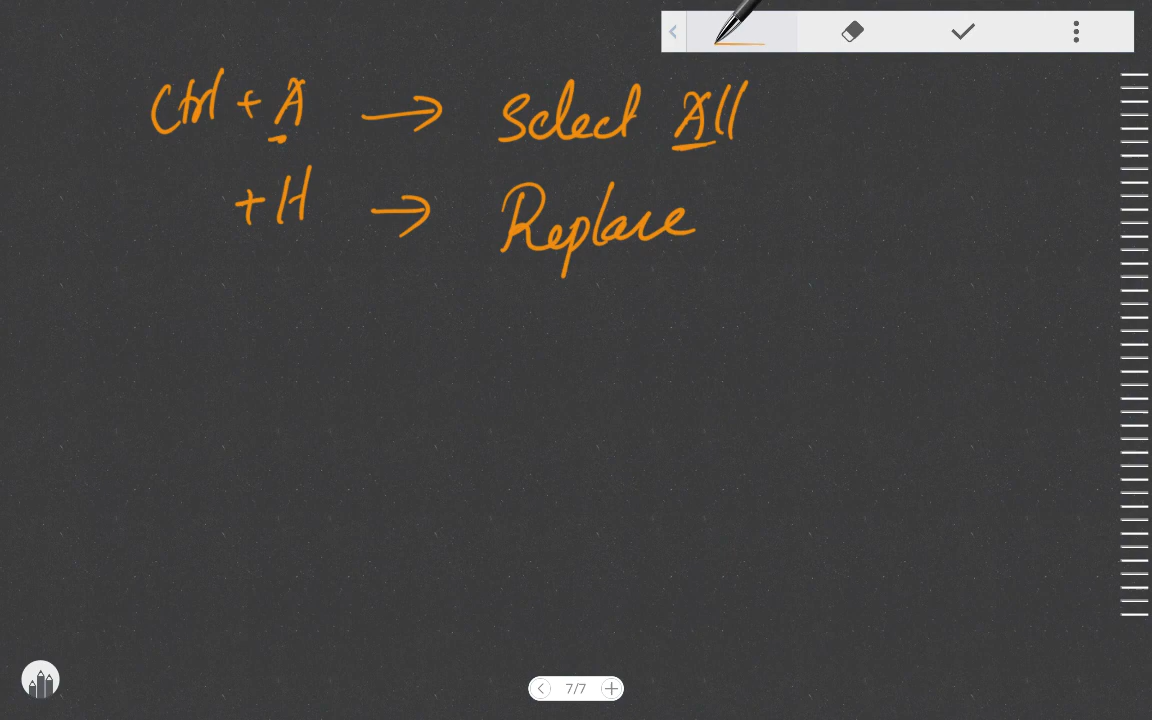 Ctrl + A → Select All
+ H → Replace
7/7